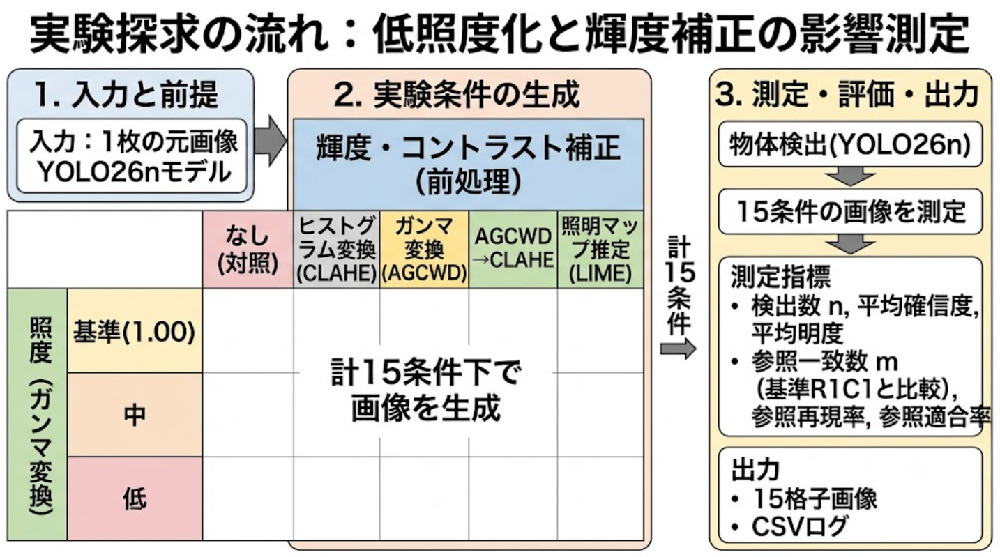 実験探求の流れ：低照度化と輝度補正の影響測定
1. 入力と前提
入力：1枚の元画像
YOLO26nモデル
2. 実験条件の生成
輝度・コントラスト補正
(前処理)
なし
(対照)
ヒストグ
ラム変換
(CLAHE)
ガンマ
変換
(AGCWD)
AGCWD
→CLAHE
照明マッ
プ推定
(LIME)
照度（ガンマ変換）
基準(1.00)
中
低
計15条件下で
画像を生成
計15条件
3. 測定・評価・出力
物体検出(YOLO26n)
15条件の画像を測定
測定指標
• 検出数 n, 平均確信度,
平均明度
• 参照一致数 m
（基準R1C1と比較）,
参照再現率, 参照適合率
出力
• 15格子画像
• CSVログ